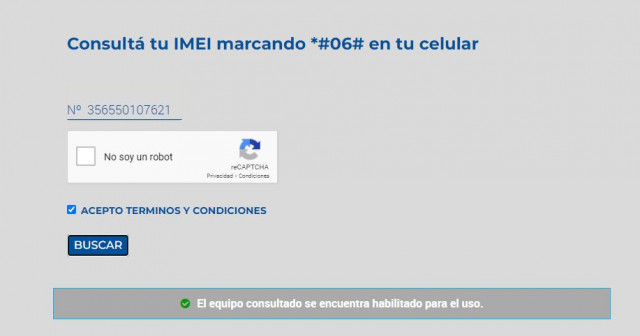 Consultá tu IMEI marcando *#06# en tu celular
Nº 356550107621
No soy un robot
reCAPTCHA
Privacidad - Condiciones
ACEPTO TERMINOS Y CONDICIONES
BUSCAR
El equipo consultado se encuentra habilitado para el uso.